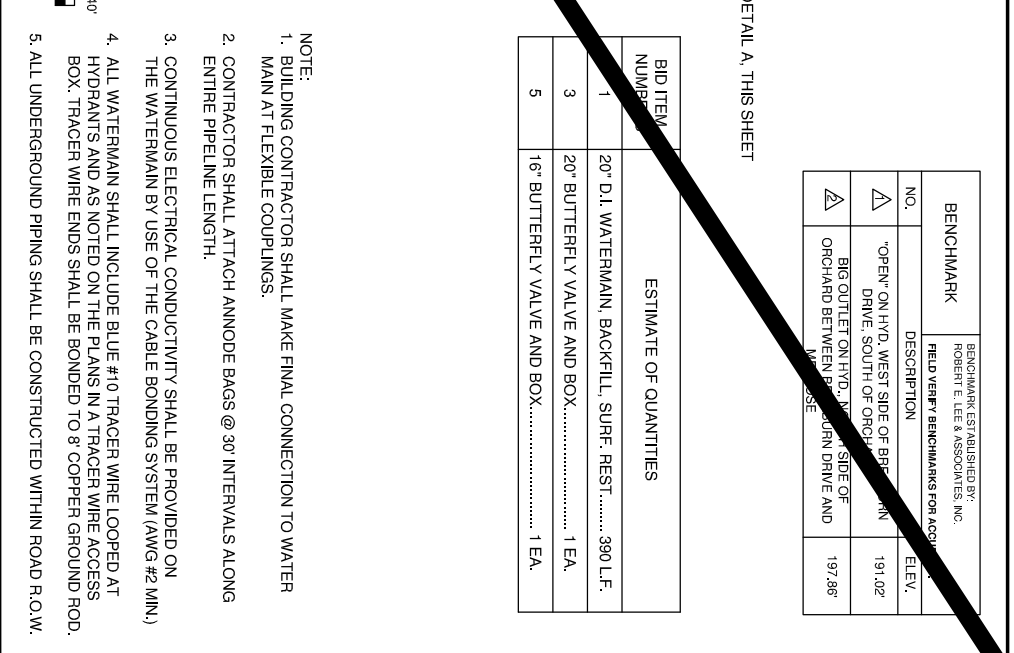 BENCHMARK
BENCHMARK ESTABLISHED BY:
ROBERT E. LEE & ASSOCIATES, INC.
FIELD VERIFY BENCHMARKS FOR
NO.
DESCRIPTION
ELEV.
1
"OPEN" ON HYD. WEST SIDE OF
DRIVE, SOUTH OF
191.02'
2
BIG OUTLET ON HYD., SIDE OF
ORCHARD BETWEEN DRIVE AND
197.86'
DETAIL A, THIS SHEET
BID ITEM
ESTIMATE OF QUANTITIES
1
20" D.I. WATERMAIN, BACKFILL, SURF. REST......... 390 L.F.
3
20" BUTTERFLY VALVE AND BOX............................... 1 EA.
5
16" BUTTERFLY VALVE AND BOX............................... 1 EA.
NOTE:
1. BUILDING CONTRACTOR SHALL MAKE FINAL CONNECTION TO WATER
MAIN AT FLEXIBLE COUPLINGS.
2. CONTRACTOR SHALL ATTACH ANNODE BAGS @ 30' INTERVALS ALONG
ENTIRE PIPELINE LENGTH.
3. CONTINUOUS ELECTRICAL CONDUCTIVITY SHALL BE PROVIDED ON
THE WATERMAIN BY USE OF THE CABLE BONDING SYSTEM (AWG #2 MIN.)
4. ALL WATERMAIN SHALL INCLUDE BLUE #10 TRACER WIRE LOOPED AT
HYDRANTS AND AS NOTED ON THE PLANS IN A TRACER WIRE ACCESS
BOX. TRACER WIRE ENDS SHALL BE BONDED TO 8' COPPER GROUND ROD.
5. ALL UNDERGROUND PIPING SHALL BE CONSTRUCTED WITHIN ROAD R.O.W.
40'